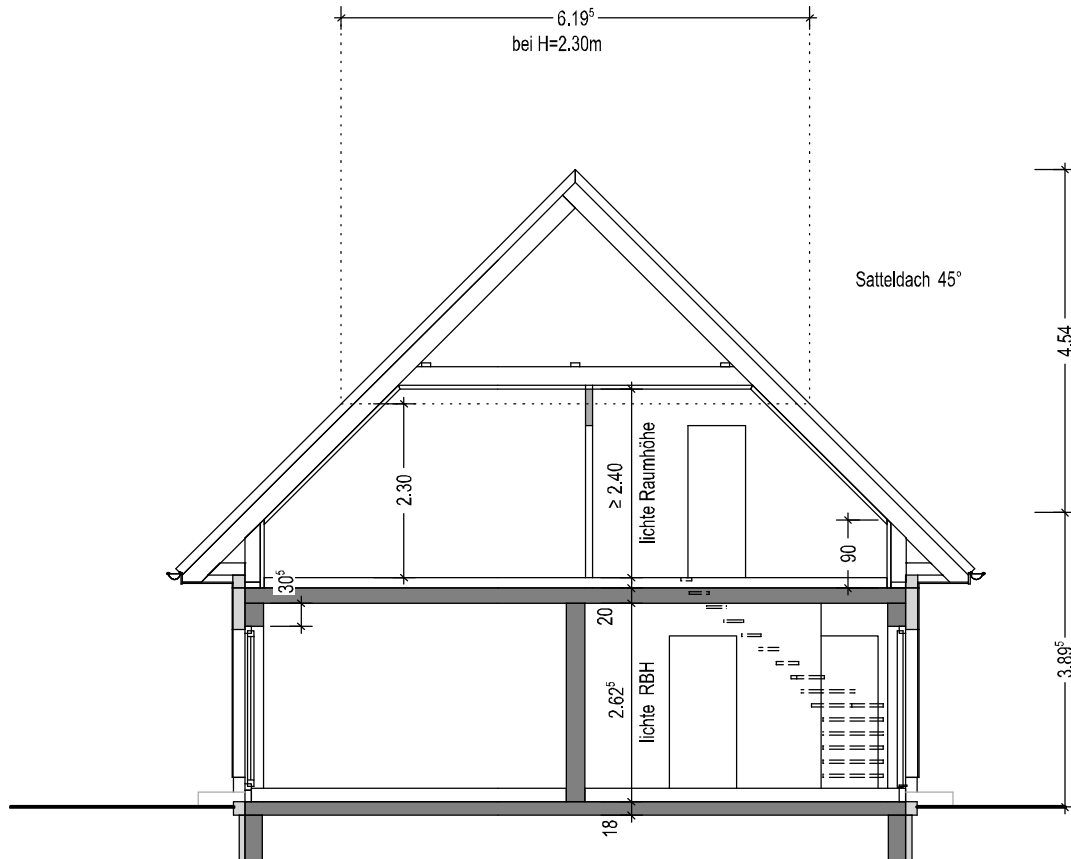 6.19⁵
bei H=2.30m
Satteldach 45°
4.54
2.30
≥ 2.40
lichte Raumhöhe
90
30⁵
20
2.62⁵
lichte RBH
3.89⁵
18